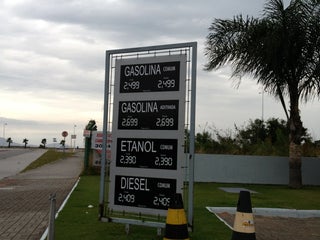 GASOLINA COMUM
2,499 2,499
GASOLINA ADITIVADA
2,699 2,699
ETANOL COMUM
2,390 2,390
DIESEL COMUM
2,409 2,409